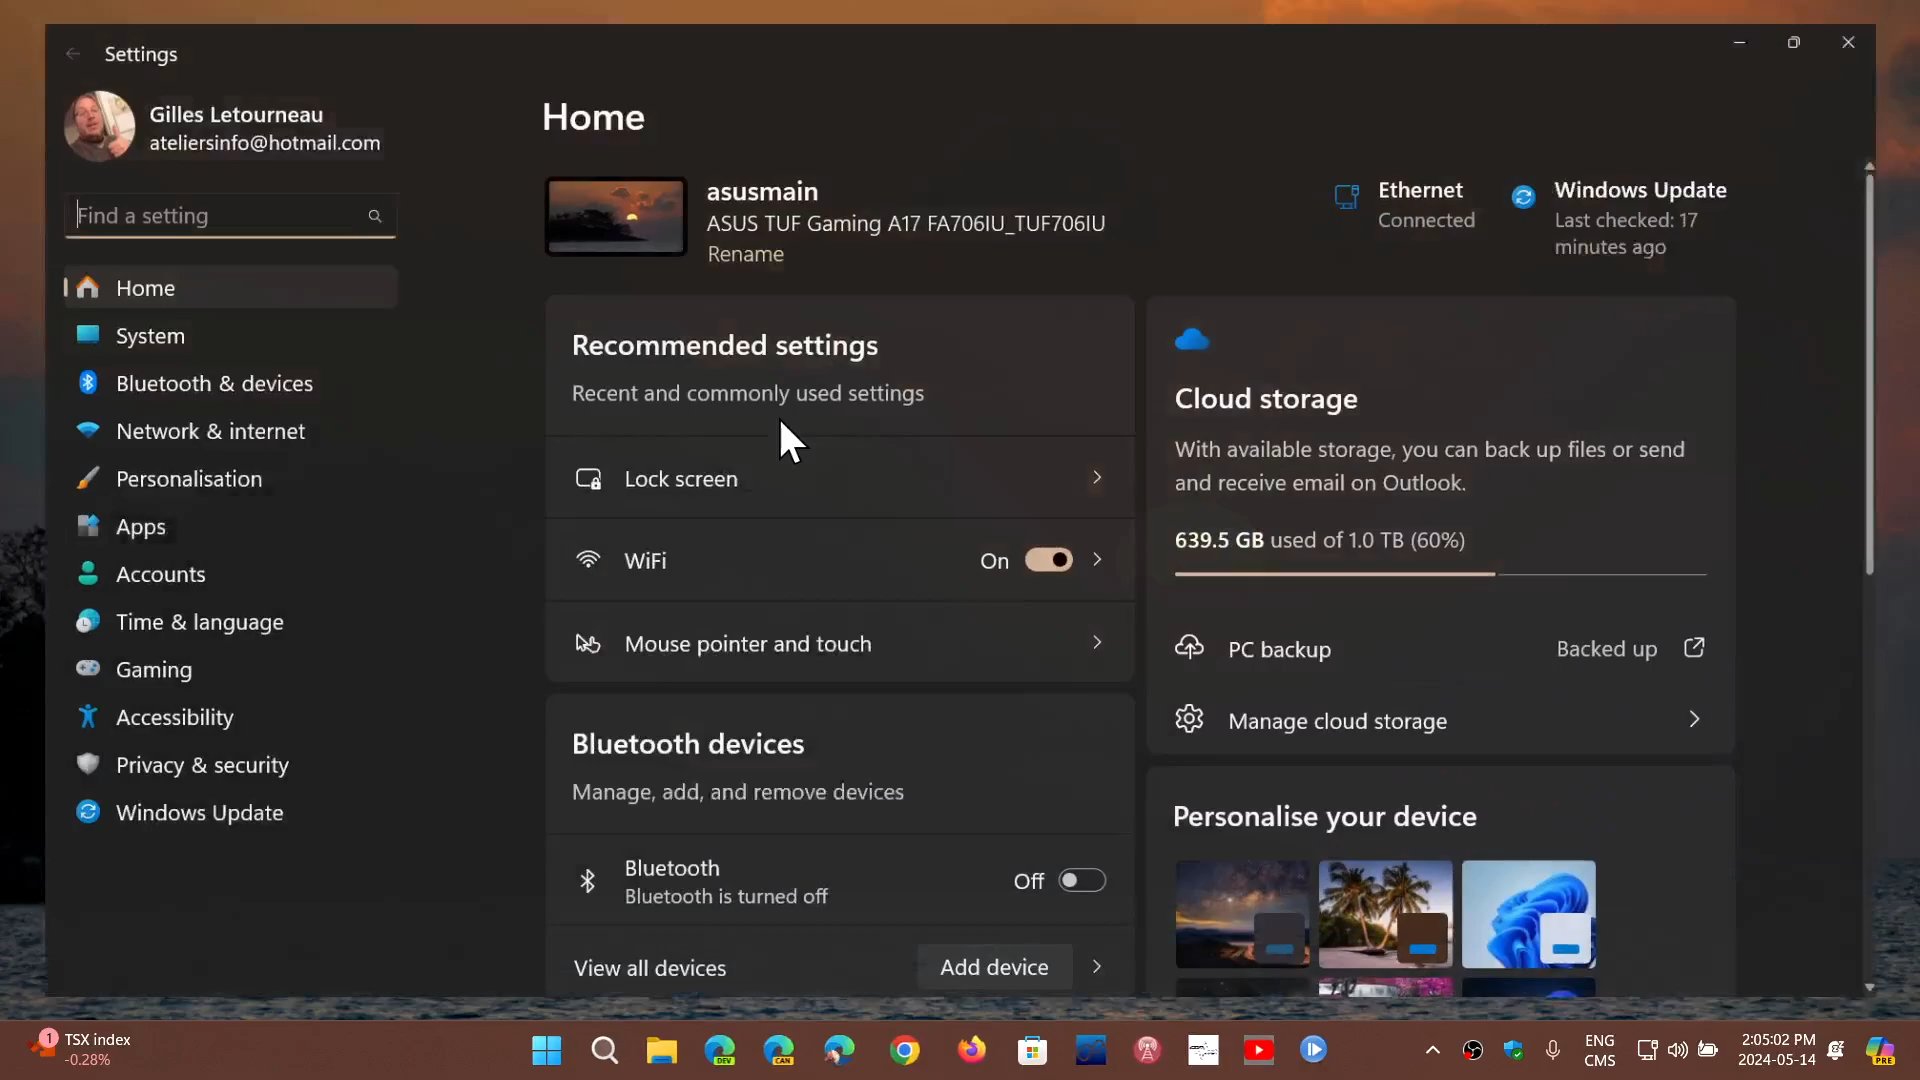 Settings
Gilles Letourneau
ateliersinfo@hotmail.com
Find a setting
Home
System
Bluetooth & devices
Network & internet
Personalisation
Apps
Accounts
Time & language
Gaming
Accessibility
Privacy & security
Windows Update
Home
asusmain
ASUS TUF Gaming A17 FA706IU_TUF706IU
Rename
Ethernet
Connected
Windows Update
Last checked: 17
minutes ago
Recommended settings
Recent and commonly used settings
Lock screen
WiFi On
Mouse pointer and touch
Bluetooth devices
Manage, add, and remove devices
Bluetooth
Bluetooth is turned off
Off
View all devices Add device
Cloud storage
With available storage, you can back up files or send
and receive email on Outlook.
639.5 GB used of 1.0 TB (60%)
PC backup Backed up
Manage cloud storage
Personalise your device
1
TSX index
-0.28%
DEV
CAN
ENG
CMS
2:05:02 PM
2024-05-14
PRE